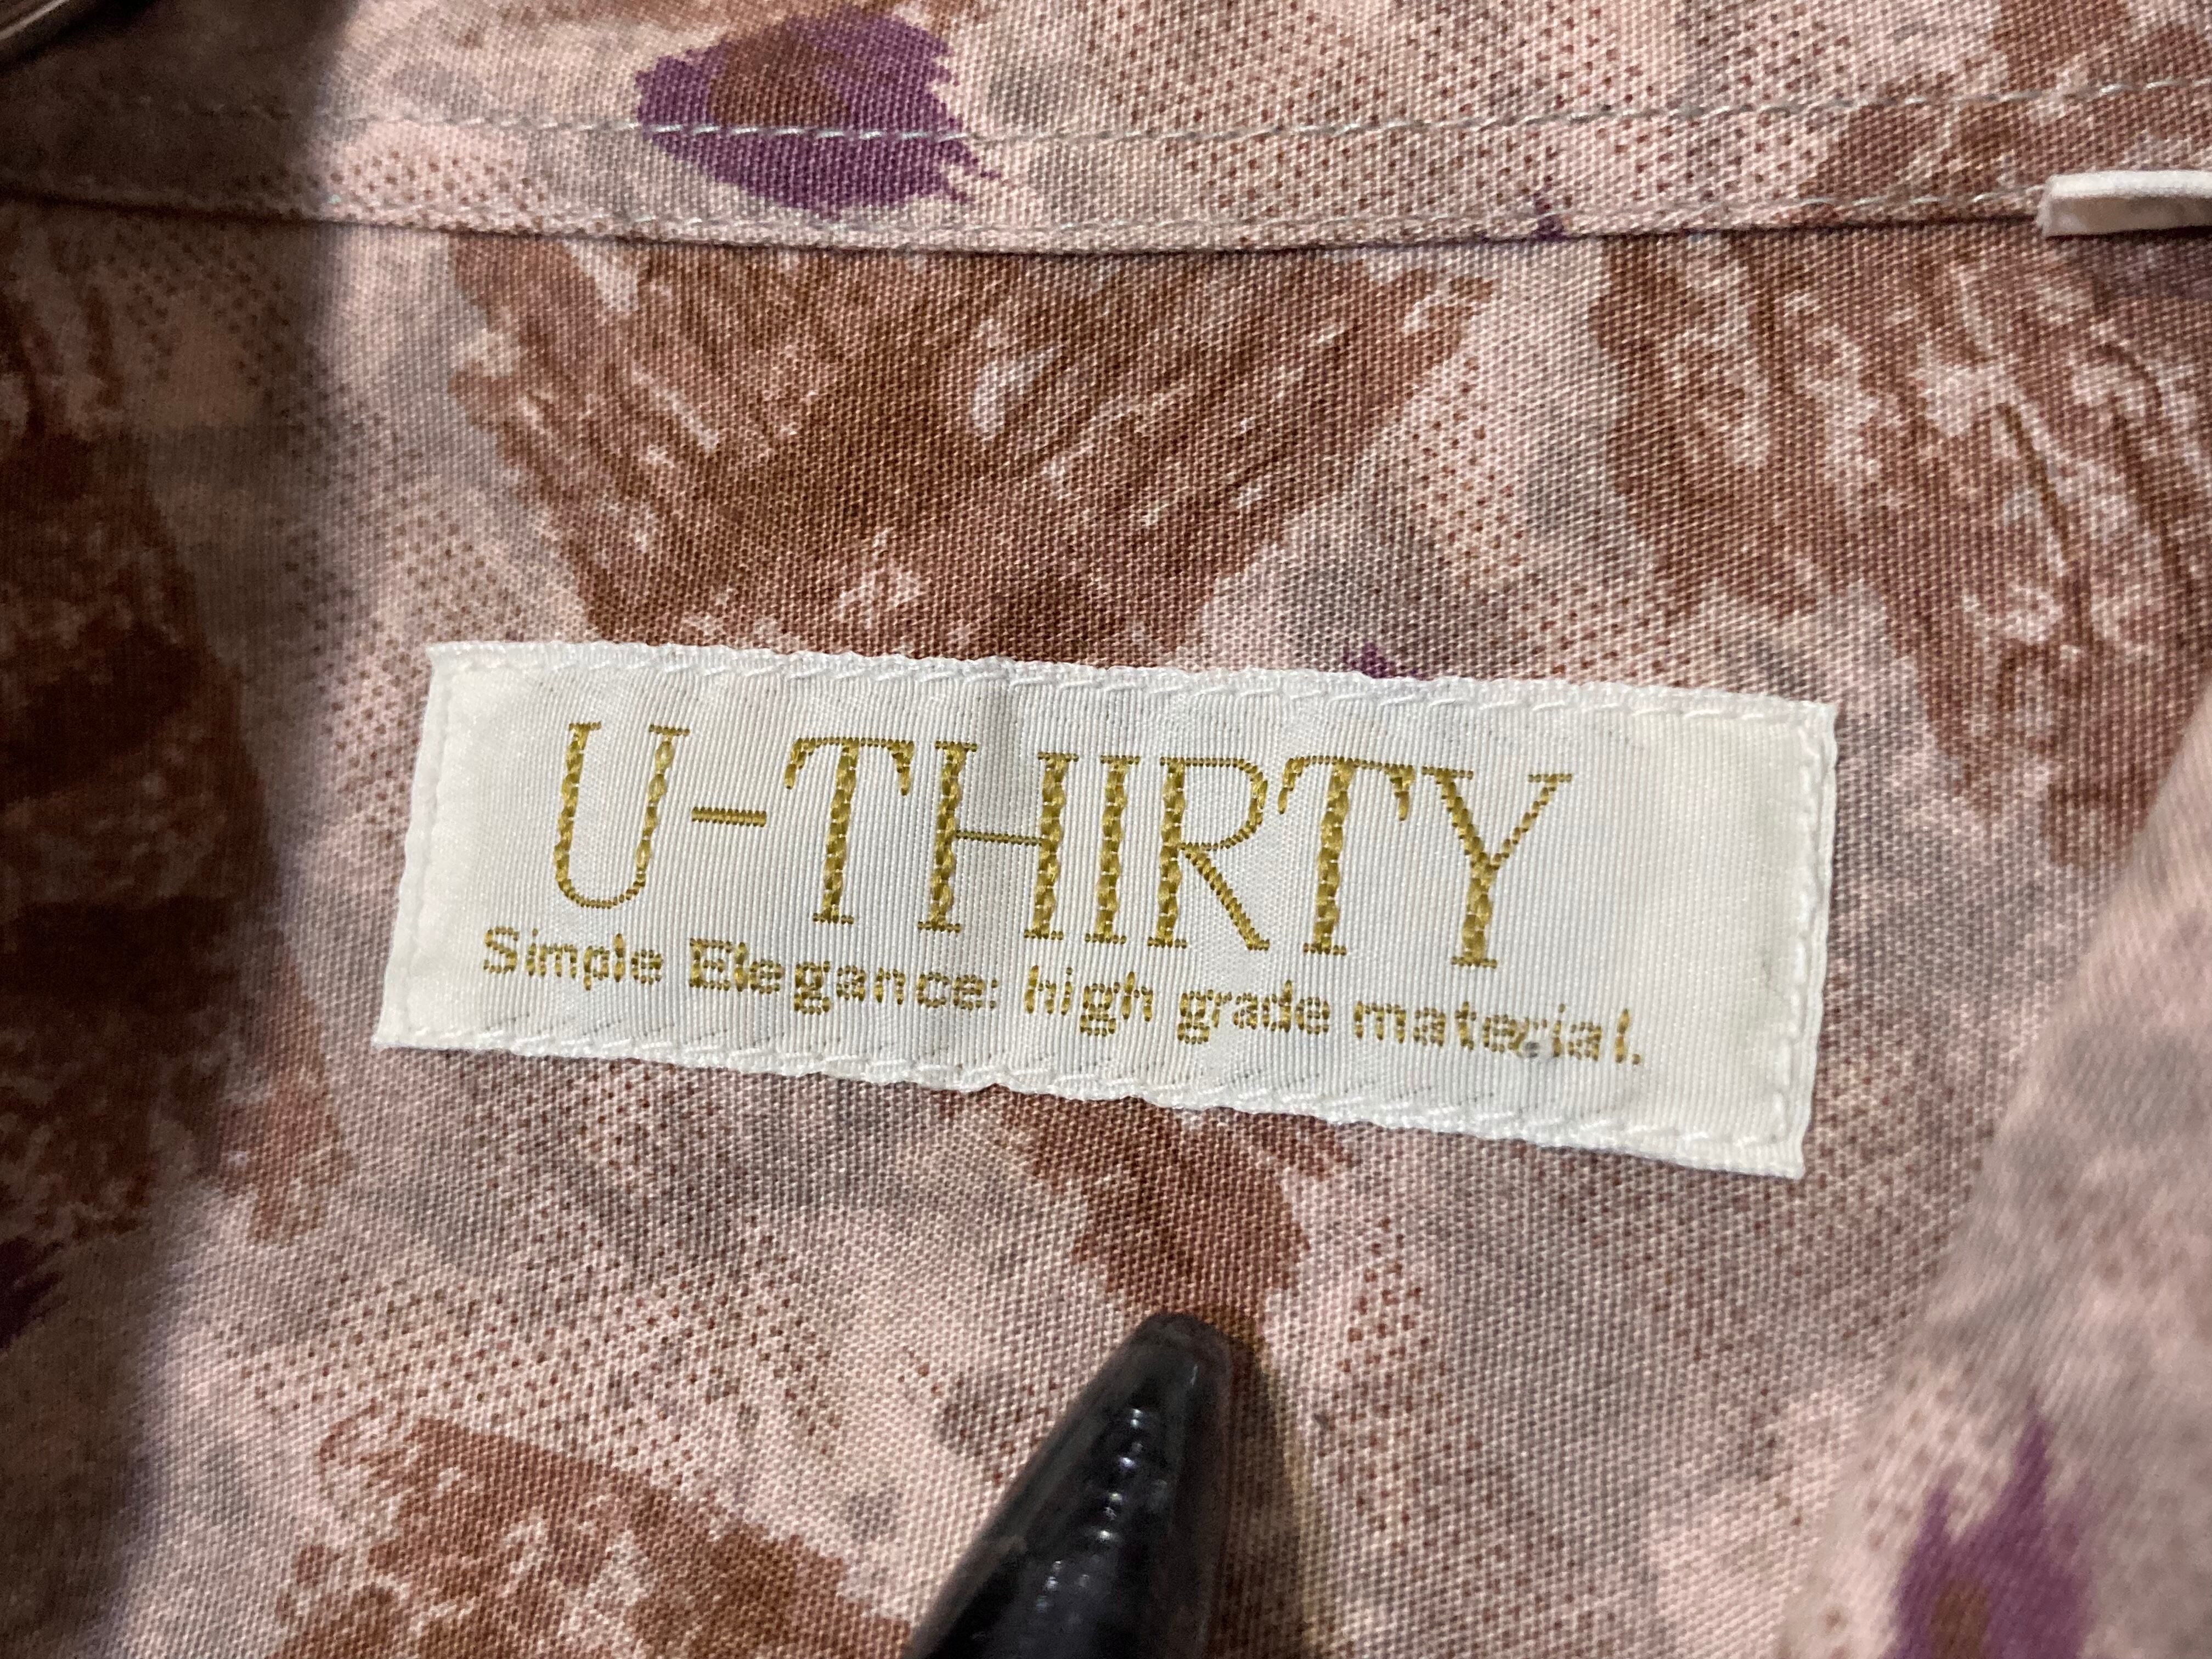 U-THIRTY
Simple Elegance: high grade material.